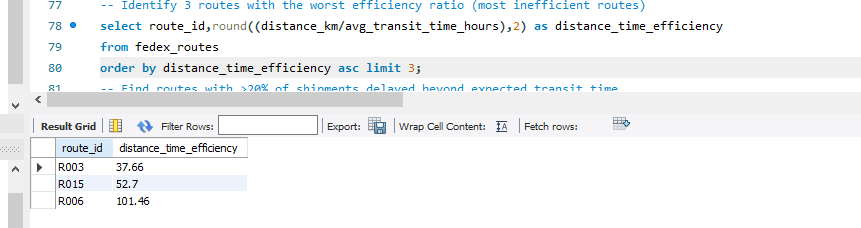 77 -- Identify 3 routes with the worst efficiency ratio (most inefficient routes)
78 select route_id,round((distance_km/avg_transit_time_hours),2) as distance_time_efficiency
79 from fedex_routes
80 order by distance_time_efficiency asc limit 3;
81 -- Find routes with >20% of shipments delayed beyond expected transit time
Result Grid Filter Rows: Export: Wrap Cell Content: Fetch rows:
route_id distance_time_efficiency
R003 37.66
R015 52.7
R006 101.46